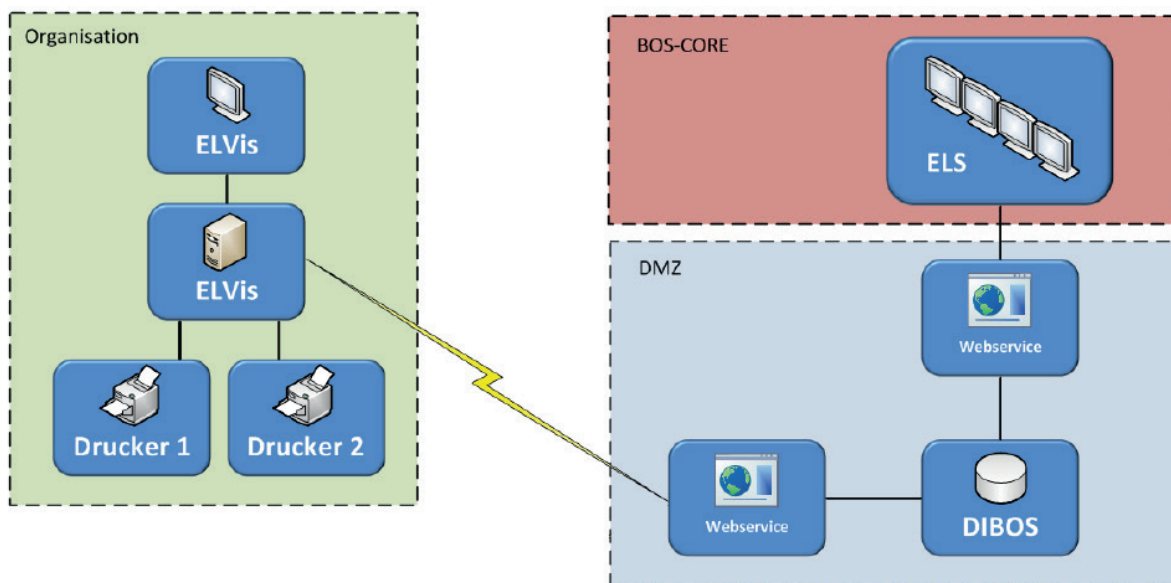 Organisation
ELVis
ELVis
Drucker 1
Drucker 2
BOS-CORE
ELS
DMZ
Webservice
Webservice
DIBOS